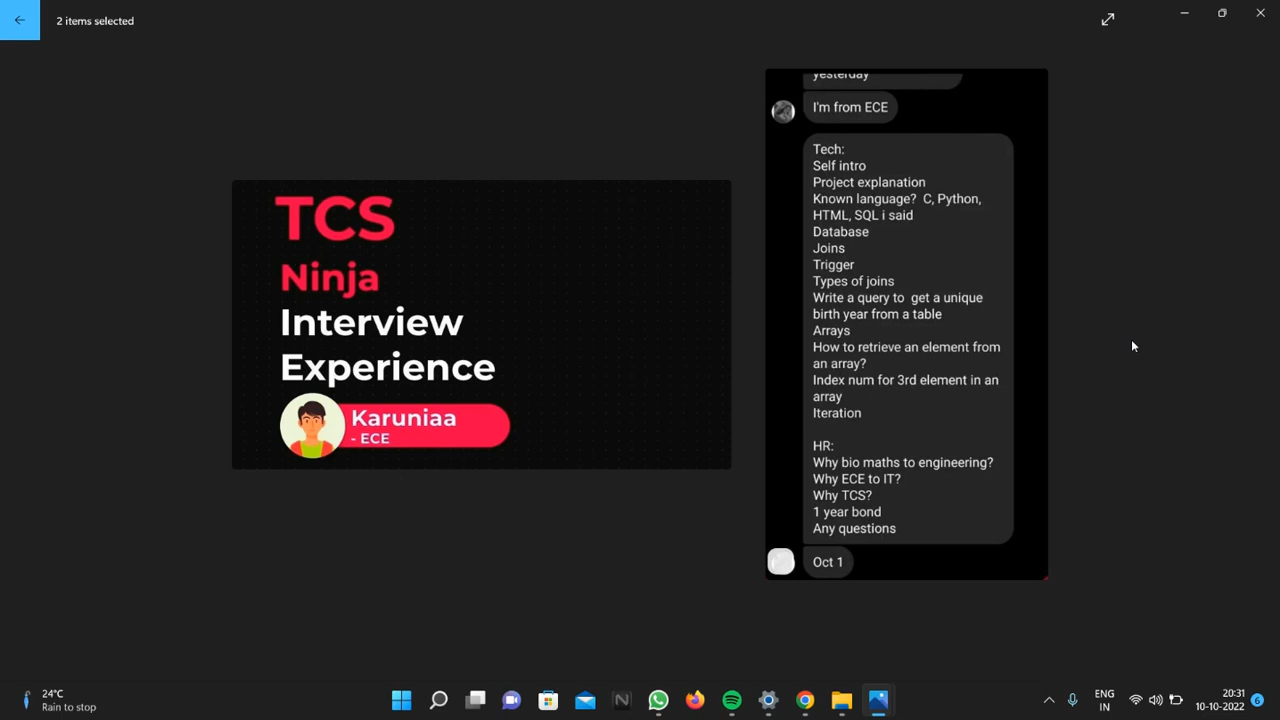 2 items selected
TCS
Ninja
Interview
Experience
Karuniaa
- ECE
yesterday
I'm from ECE
Tech:
Self intro
Project explanation
Known language?  C, Python,
HTML, SQL i said
Database
Joins
Trigger
Types of joins
Write a query to  get a unique
birth year from a table
Arrays
How to retrieve an element from
an array?
Index num for 3rd element in an
array
Iteration
HR:
Why bio maths to engineering?
Why ECE to IT?
Why TCS?
1 year bond
Any questions
Oct 1
24°C
Rain to stop
ENG
IN
20:31
10-10-2022
6